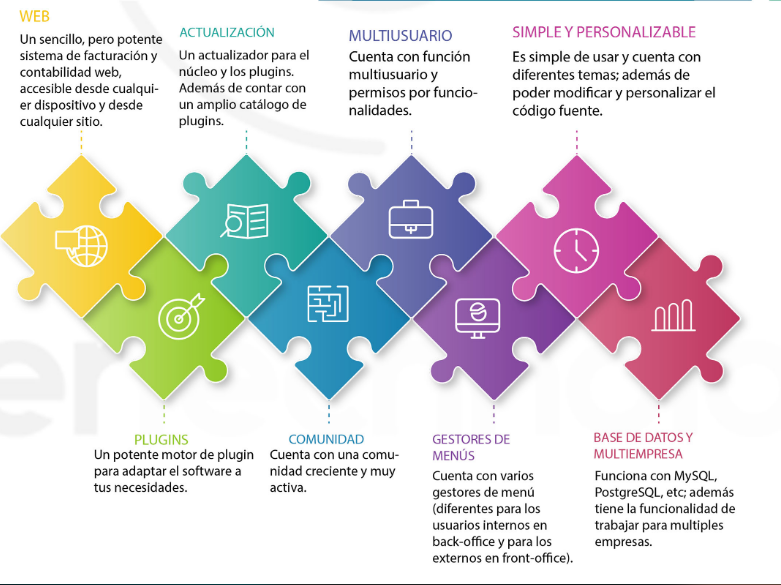 WEB
Un sencillo, pero potente
sistema de facturación y
contabilidad web,
accesible desde cualqui-
er dispositivo y desde
cualquier sitio.
ACTUALIZACIÓN
Un actualizador para el
núcleo y los plugins.
Además de contar con
un amplio catálogo de
plugins.
MULTIUSUARIO
Cuenta con función
multiusuario y
permisos por funcio-
nalidades.
SIMPLE Y PERSONALIZABLE
Es simple de usar y cuenta con
diferentes temas; además de
poder modificar y personalizar el
código fuente.
PLUGINS
Un potente motor de plugin
para adaptar el software a
tus necesidades.
COMUNIDAD
Cuenta con una comu-
nidad creciente y muy
activa.
GESTORES DE
MENÚS
Cuenta con varios
gestores de menú
(diferentes para los
usuarios internos en
back-office y para los
externos en front-office).
BASE DE DATOS Y
MULTIEMPRESA
Funciona con MySQL,
PostgreSQL, etc; además
tiene la funcionalidad de
trabajar para multiples
empresas.